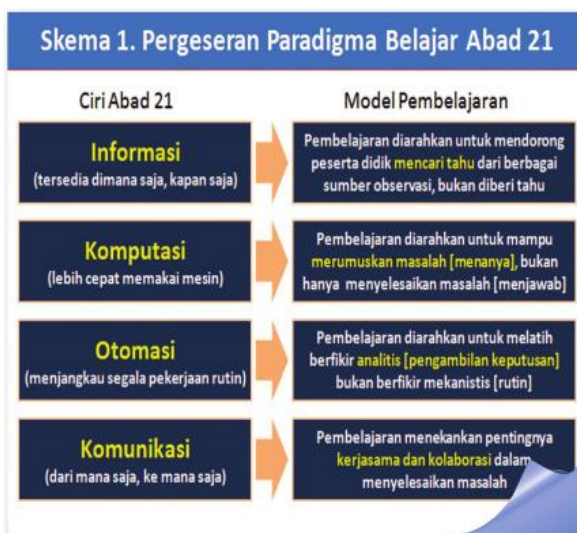 Skema 1. Pergeseran Paradigma Belajar Abad 21
Ciri Abad 21
Model Pembelajaran
Informasi
(tersedia dimana saja, kapan saja)
Pembelajaran diarahkan untuk mendorong
peserta didik mencari tahu dari berbagai
sumber observasi, bukan diberi tahu
Komputasi
(lebih cepat memakai mesin)
Pembelajaran diarahkan untuk mampu
merumuskan masalah [menanya], bukan
hanya menyelesaikan masalah [menjawab]
Otomasi
(menjangkau segala pekerjaan rutin)
Pembelajaran diarahkan untuk melatih
berfikir analitis [pengambilan keputusan]
bukan berfikir mekanistis [rutin]
Komunikasi
(dari mana saja, ke mana saja)
Pembelajaran menekankan pentingnya
kerjasama dan kolaborasi dalam
menyelesaikan masalah